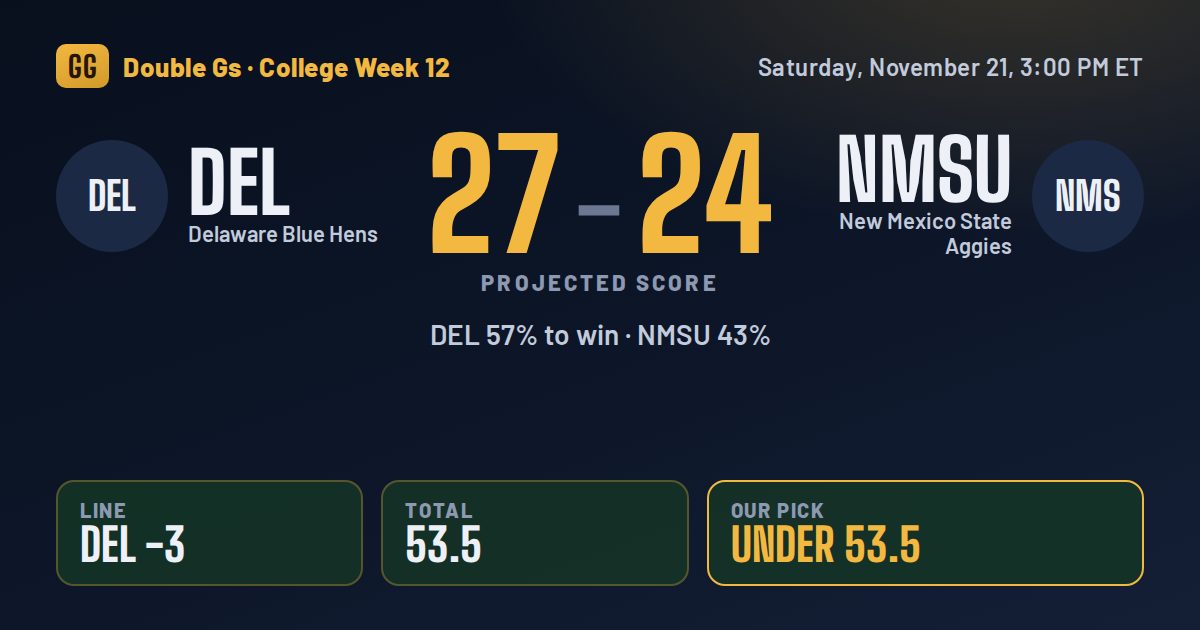 GG Double Gs · College Week 12
Saturday, November 21, 3:00 PM ET
DEL
DEL
Delaware Blue Hens
27 – 24
PROJECTED SCORE
DEL 57% to win · NMSU 43%
NMSU
New Mexico State
Aggies
NMS
LINE
DEL -3
TOTAL
53.5
OUR PICK
UNDER 53.5